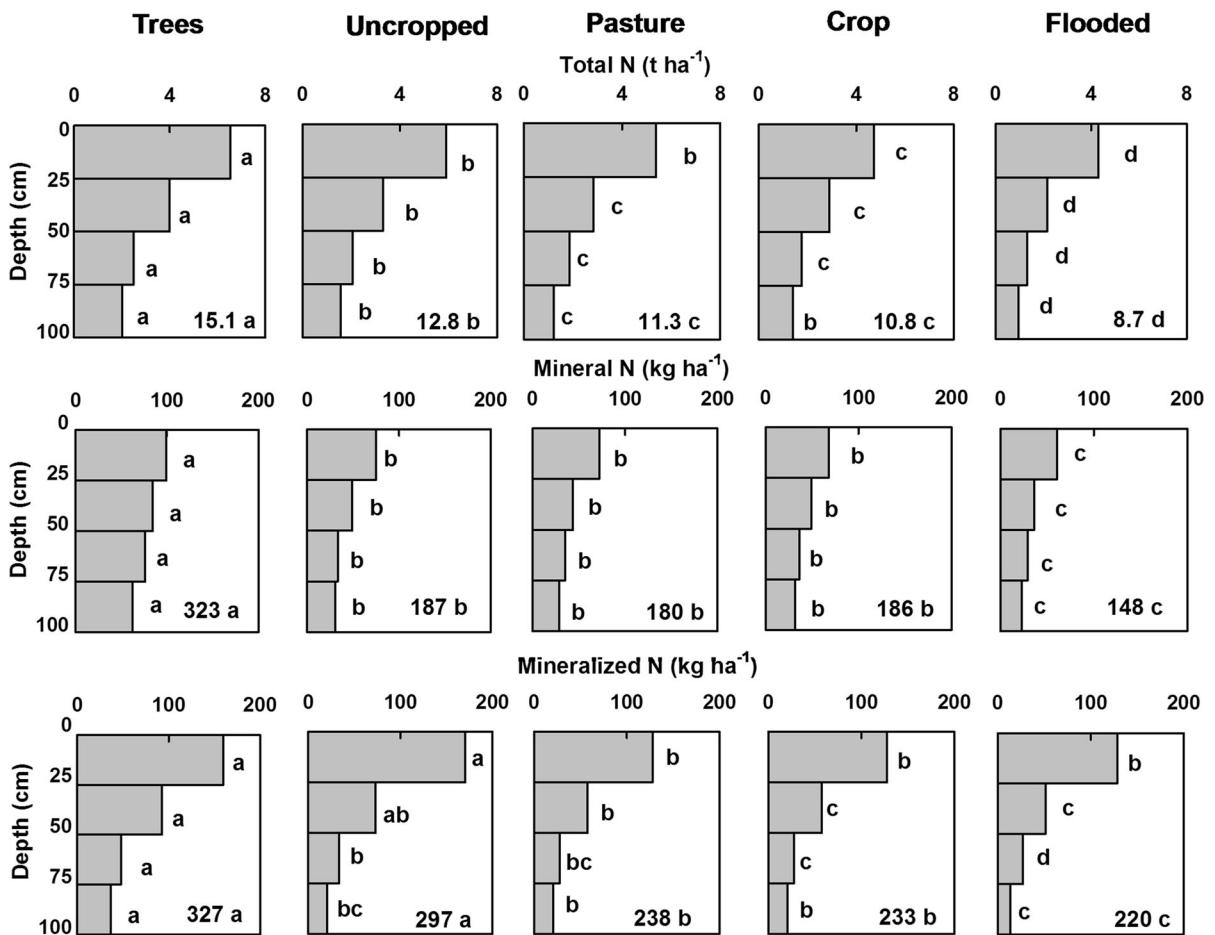 Trees Uncropped Pasture Crop Flooded
Total N (t ha⁻¹)
0 4 8 0 4 8 0 4 8 0 4 8 0 4 8
Depth (cm)
0
a b b c d
25
a b c c d
50
a b c c d
75
a b c b d
100
15.1 a 12.8 b 11.3 c 10.8 c 8.7 d
Mineral N (kg ha⁻¹)
0 100 200 0 100 200 0 100 200 0 100 200 0 100 200
Depth (cm)
0
a b b b c
25
a b b b c
50
a b b b c
75
a b b b c
100
323 a 187 b 180 b 186 b 148 c
Mineralized N (kg ha⁻¹)
0 100 200 0 100 200 0 100 200 0 100 200 0 100 200
Depth (cm)
0
a a b b b
25
a ab b c c
50
a b bc c d
75
a bc b b c
100
327 a 297 a 238 b 233 b 220 c